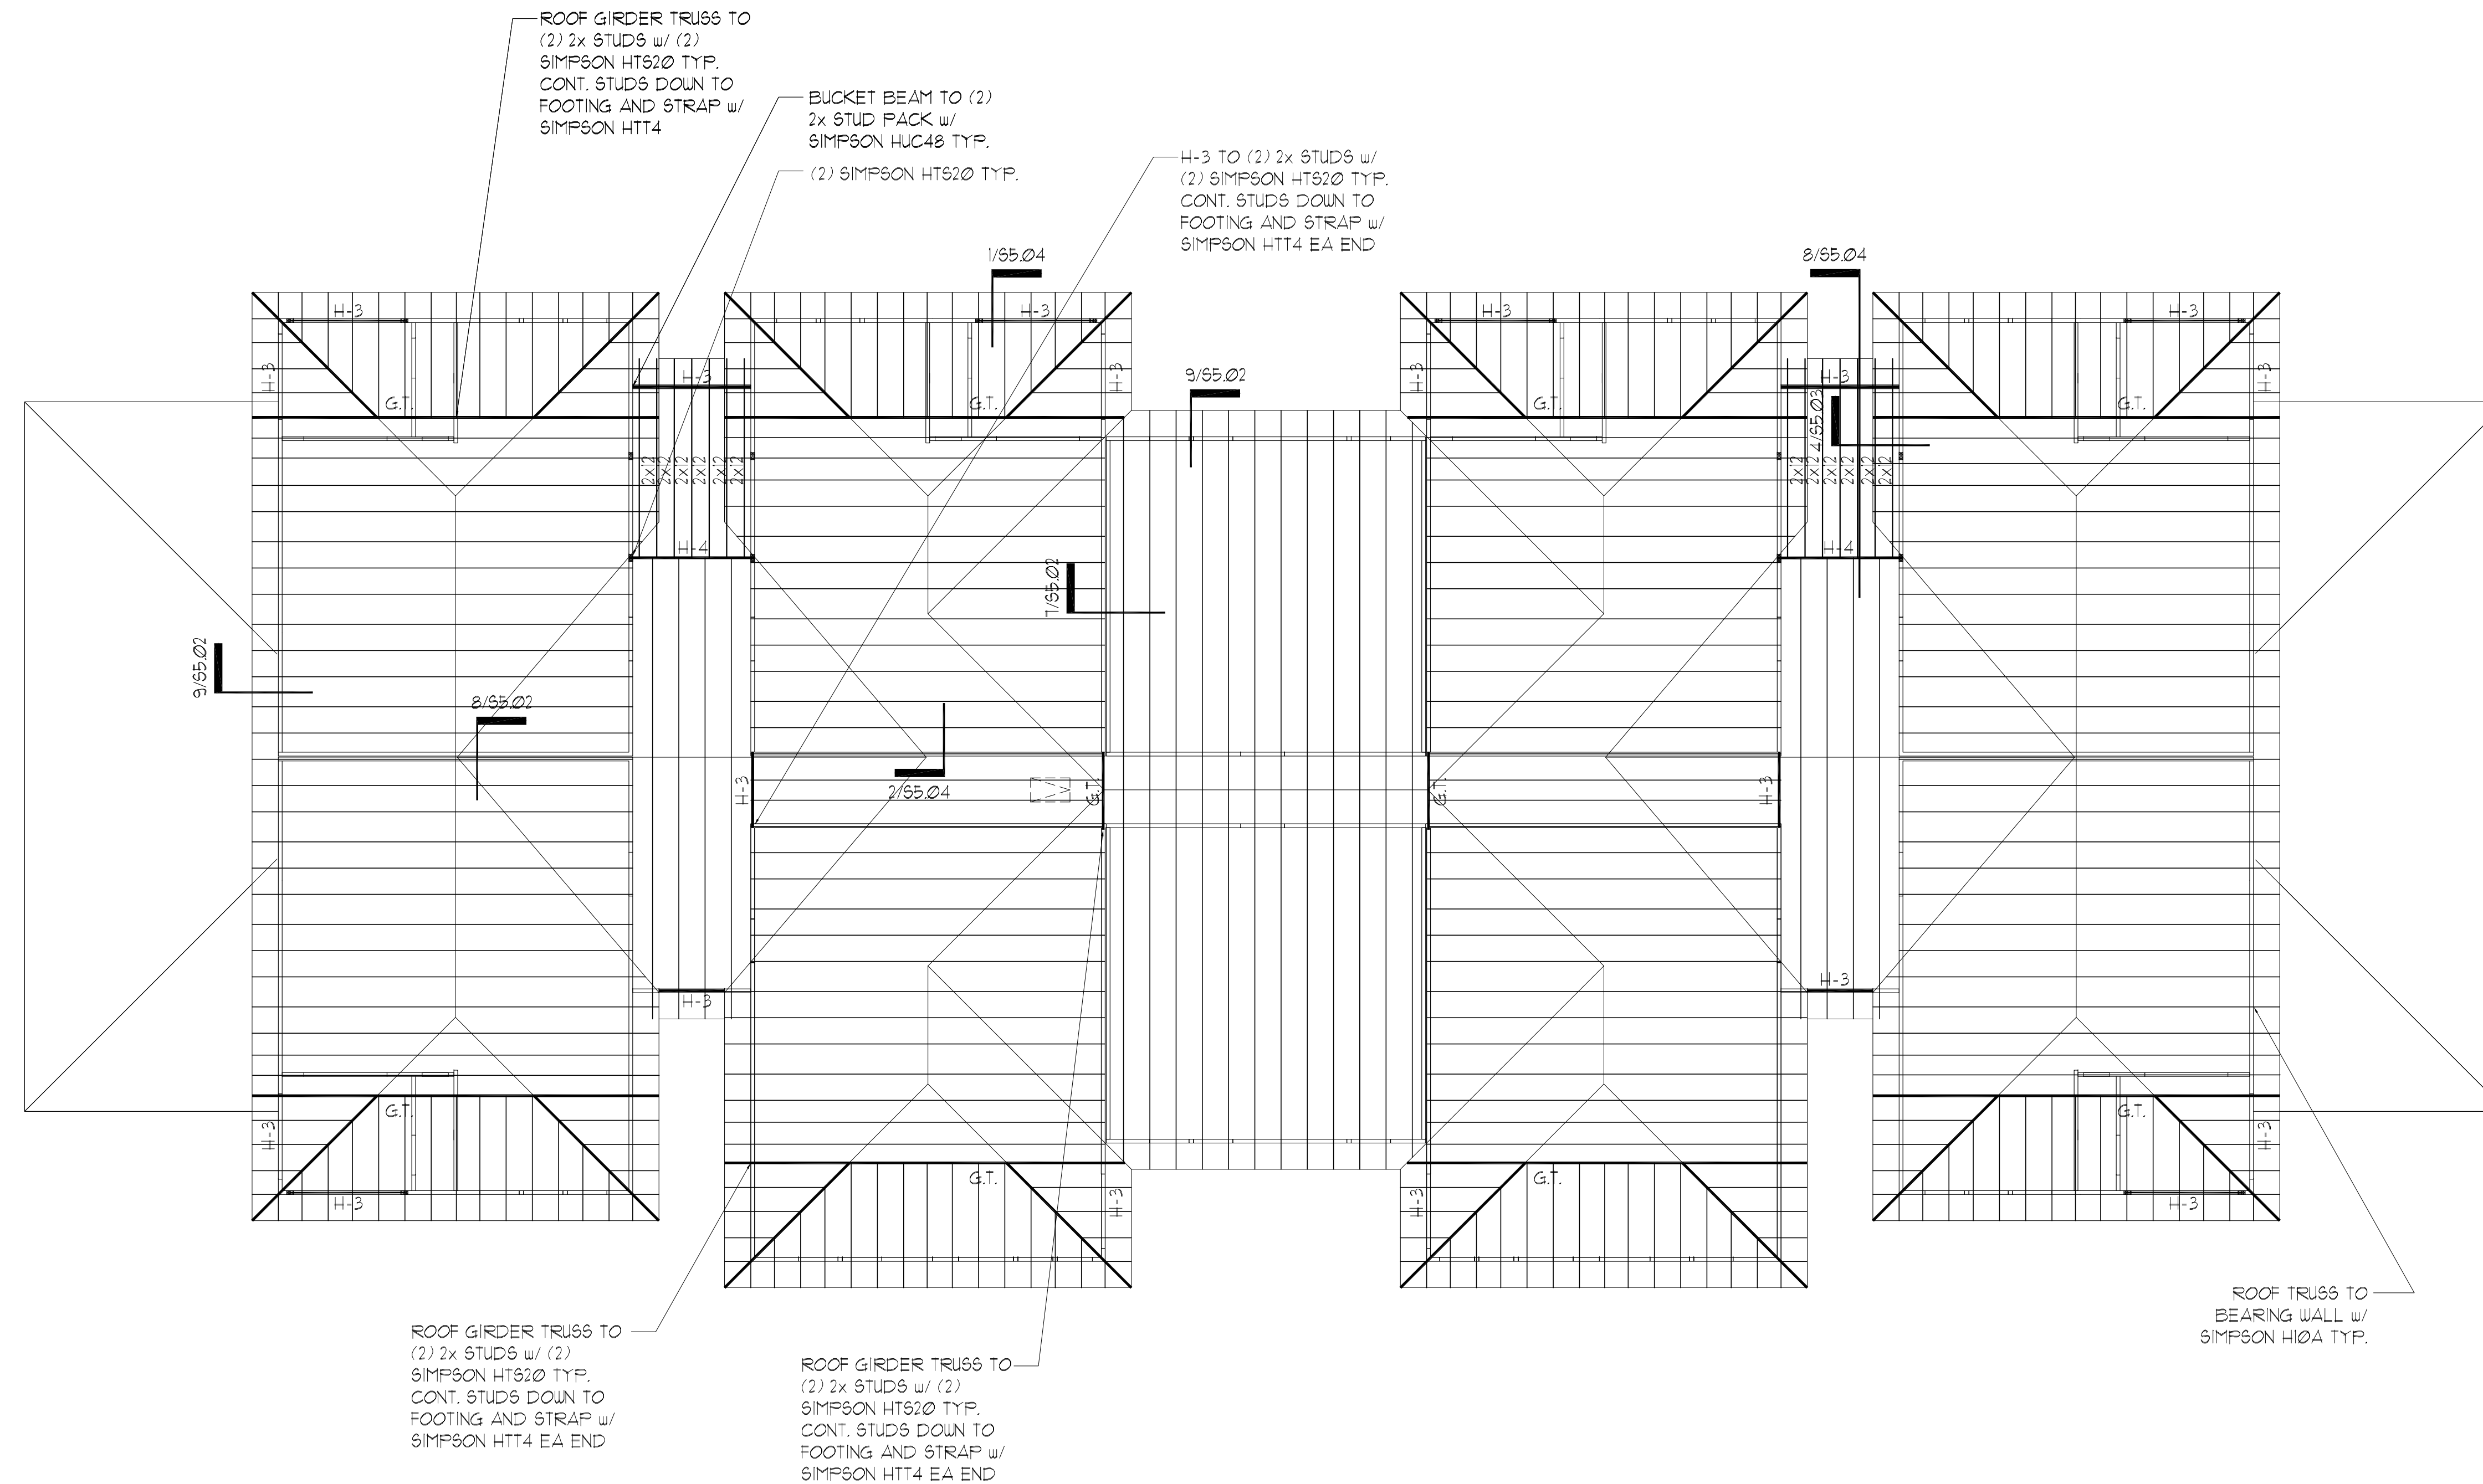 ROOF GIRDER TRUSS TO
(2) 2x STUDS w/ (2)
SIMPSON HTS20 TYP.
CONT. STUDS DOWN TO
FOOTING AND STRAP w/
SIMPSON HTT4
BUCKET BEAM TO (2)
2x STUD PACK w/
SIMPSON HUC48 TYP.
(2) SIMPSON HTS20 TYP.
H-3 TO (2) 2x STUDS w/
(2) SIMPSON HTS20 TYP.
CONT. STUDS DOWN TO
FOOTING AND STRAP w/
SIMPSON HTT4 EA END
1/S5.04
8/S5.04
H-3
H-3
H-3
H-3
H-3
H-3
H-3
H-3
H-3
H-3
9/S5.02
G.T.
G.T.
G.T.
G.T.
4/S5.03
2x12
2x12
2x12
2x12
2x12
2x12
2x12
2x12
2x12
2x12
2x12
2x12
H-4
H-4
7/S5.02
9/S5.02
8/S5.02
H-3
2/S5.04
G.T.
G.T.
H-3
H-3
H-3
G.T.
G.T.
H-3
H-3
H-3
H-3
G.T.
G.T.
H-3
H-3
ROOF TRUSS TO
BEARING WALL w/
SIMPSON H10A TYP.
ROOF GIRDER TRUSS TO
(2) 2x STUDS w/ (2)
SIMPSON HTS20 TYP.
CONT. STUDS DOWN TO
FOOTING AND STRAP w/
SIMPSON HTT4 EA END
ROOF GIRDER TRUSS TO
(2) 2x STUDS w/ (2)
SIMPSON HTS20 TYP.
CONT. STUDS DOWN TO
FOOTING AND STRAP w/
SIMPSON HTT4 EA END